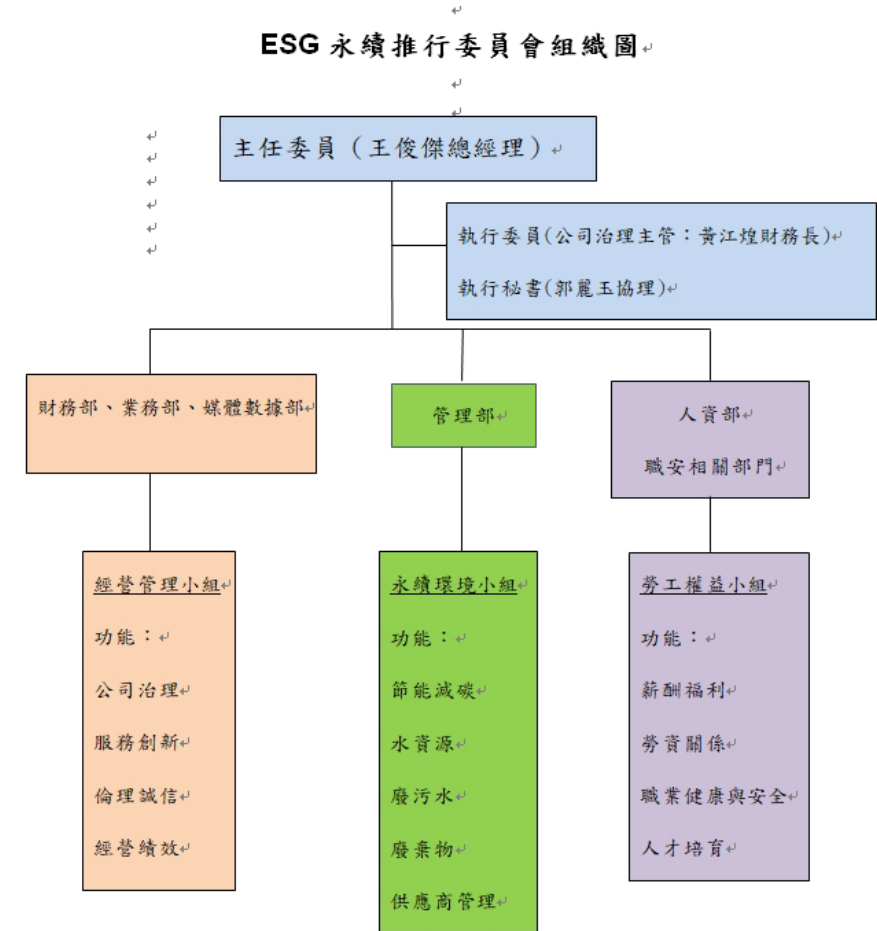 ESG 永續推行委員會組織圖
主任委員（王俊傑總經理）
執行委員(公司治理主管：黃江煌財務長)
執行秘書(郭麗玉協理)
財務部、業務部、媒體數據部
管理部
人資部
職安相關部門
經營管理小組
功能：
公司治理
服務創新
倫理誠信
經營績效
永續環境小組
功能：
節能減碳
水資源
廢污水
廢棄物
供應商管理
勞工權益小組
功能：
薪酬福利
勞資關係
職業健康與安全
人才培育